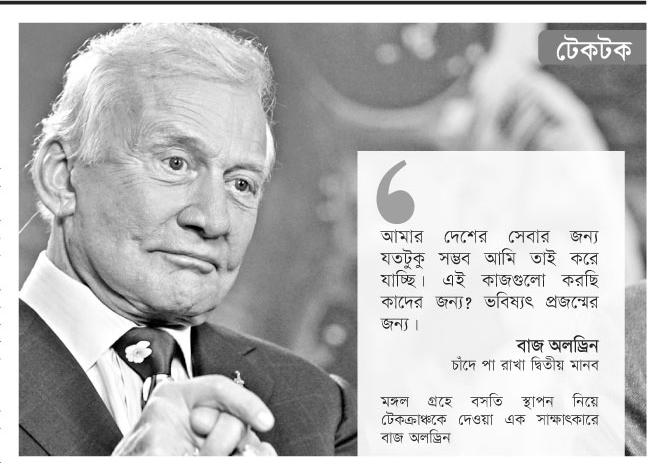 টেকটক
আমার দেশের সেবার জন্য
যতটুকু সম্ভব আমি তাই করে
যাচ্ছি। এই কাজগুলো করছি
কাদের জন্য? ভবিষ্যৎ প্রজন্মের
জন্য।
বাজ অলড্রিন
চাঁদে পা রাখা দ্বিতীয় মানব
মঙ্গল গ্রহে বসতি স্থাপন নিয়ে
টেকক্রাঞ্চকে দেওয়া এক সাক্ষাৎকারে
বাজ অলড্রিন